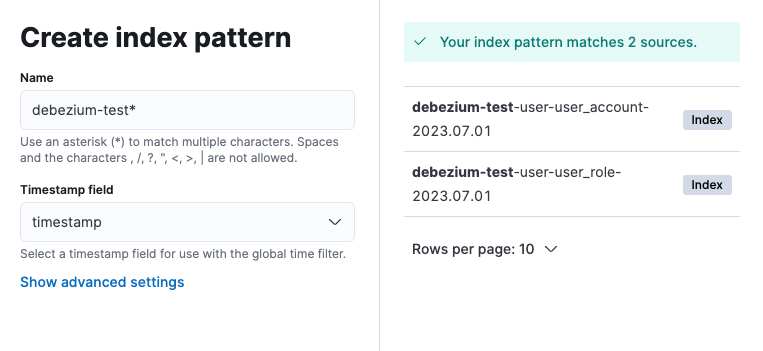 Create index pattern
Name
debezium-test*
Use an asterisk (*) to match multiple characters. Spaces
and the characters , /, ?, ", <, >, | are not allowed.
Timestamp field
timestamp
Select a timestamp field for use with the global time filter.
Show advanced settings
Your index pattern matches 2 sources.
debezium-test-user-user_account-
2023.07.01
Index
debezium-test-user-user_role-
2023.07.01
Index
Rows per page: 10